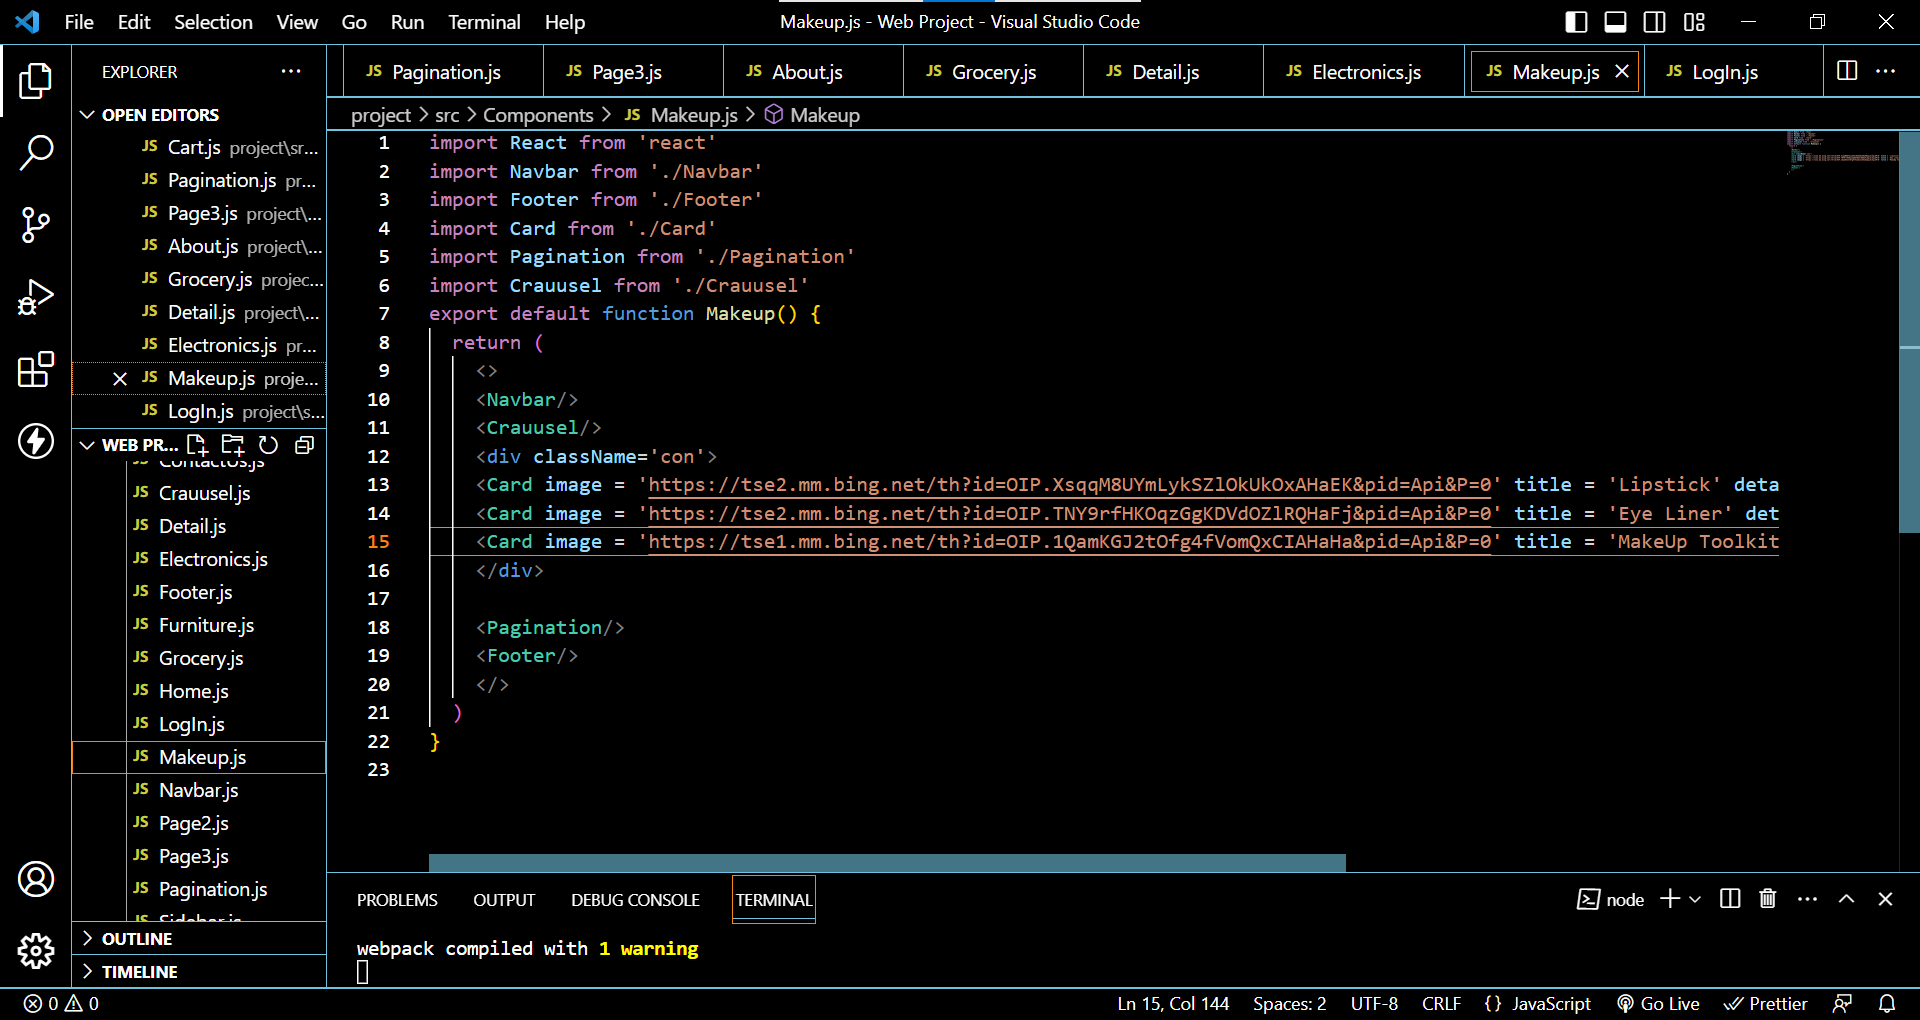 File Edit Selection View Go Run Terminal Help
Makeup.js - Web Project - Visual Studio Code
EXPLORER
JS Pagination.js JS Page3.js JS About.js JS Grocery.js JS Detail.js JS Electronics.js JS Makeup.js JS LogIn.js
OPEN EDITORS
JS Cart.js project\sr...
JS Pagination.js pr...
JS Page3.js project\...
JS About.js project\...
JS Grocery.js projec...
JS Detail.js project\...
JS Electronics.js pr...
JS Makeup.js proje...
JS LogIn.js project\s...
WEB PR...
JS Contactus.js
JS Crauusel.js
JS Detail.js
JS Electronics.js
JS Footer.js
JS Furniture.js
JS Grocery.js
JS Home.js
JS LogIn.js
JS Makeup.js
JS Navbar.js
JS Page2.js
JS Page3.js
JS Pagination.js
JS Sidebar.js
OUTLINE
TIMELINE
project > src > Components > JS Makeup.js > Makeup
1 import React from 'react'
2 import Navbar from './Navbar'
3 import Footer from './Footer'
4 import Card from './Card'
5 import Pagination from './Pagination'
6 import Crauusel from './Crauusel'
7 export default function Makeup() {
8 return (
9 <>
10 <Navbar/>
11 <Crauusel/>
12 <div className='con'>
13 <Card image = 'https://tse2.mm.bing.net/th?id=OIP.XsqqM8UYmLykSZlOkUkOxAHaEK&pid=Api&P=0' title = 'Lipstick' deta
14 <Card image = 'https://tse2.mm.bing.net/th?id=OIP.TNY9rfHKOqzGgKDVdOZlRQHaFj&pid=Api&P=0' title = 'Eye Liner' det
15 <Card image = 'https://tse1.mm.bing.net/th?id=OIP.1QamKGJ2tOfg4fVomQxCIAHaHa&pid=Api&P=0' title = 'MakeUp Toolkit
16 </div>
17
18 <Pagination/>
19 <Footer/>
20 </>
21 )
22 }
23
PROBLEMS OUTPUT DEBUG CONSOLE TERMINAL node
webpack compiled with 1 warning
0 0 Ln 15, Col 144 Spaces: 2 UTF-8 CRLF {} JavaScript Go Live Prettier